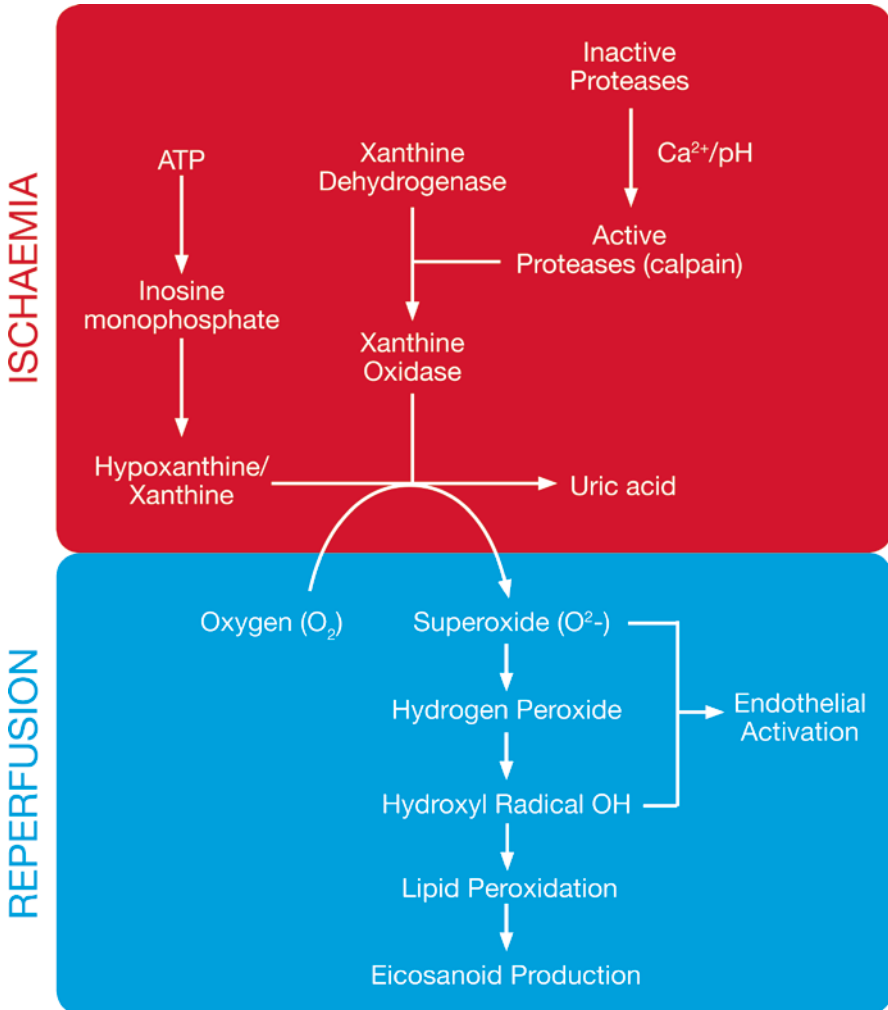 ISCHAEMIA
Inactive
Proteases
Ca²⁺/pH
ATP
Xanthine
Dehydrogenase
Active
Proteases (calpain)
Inosine
monophosphate
Xanthine
Oxidase
Hypoxanthine/
Xanthine
Uric acid
REPERFUSION
Oxygen (O₂)
Superoxide (O²-)
Hydrogen Peroxide
Endothelial
Activation
Hydroxyl Radical OH
Lipid Peroxidation
Eicosanoid Production